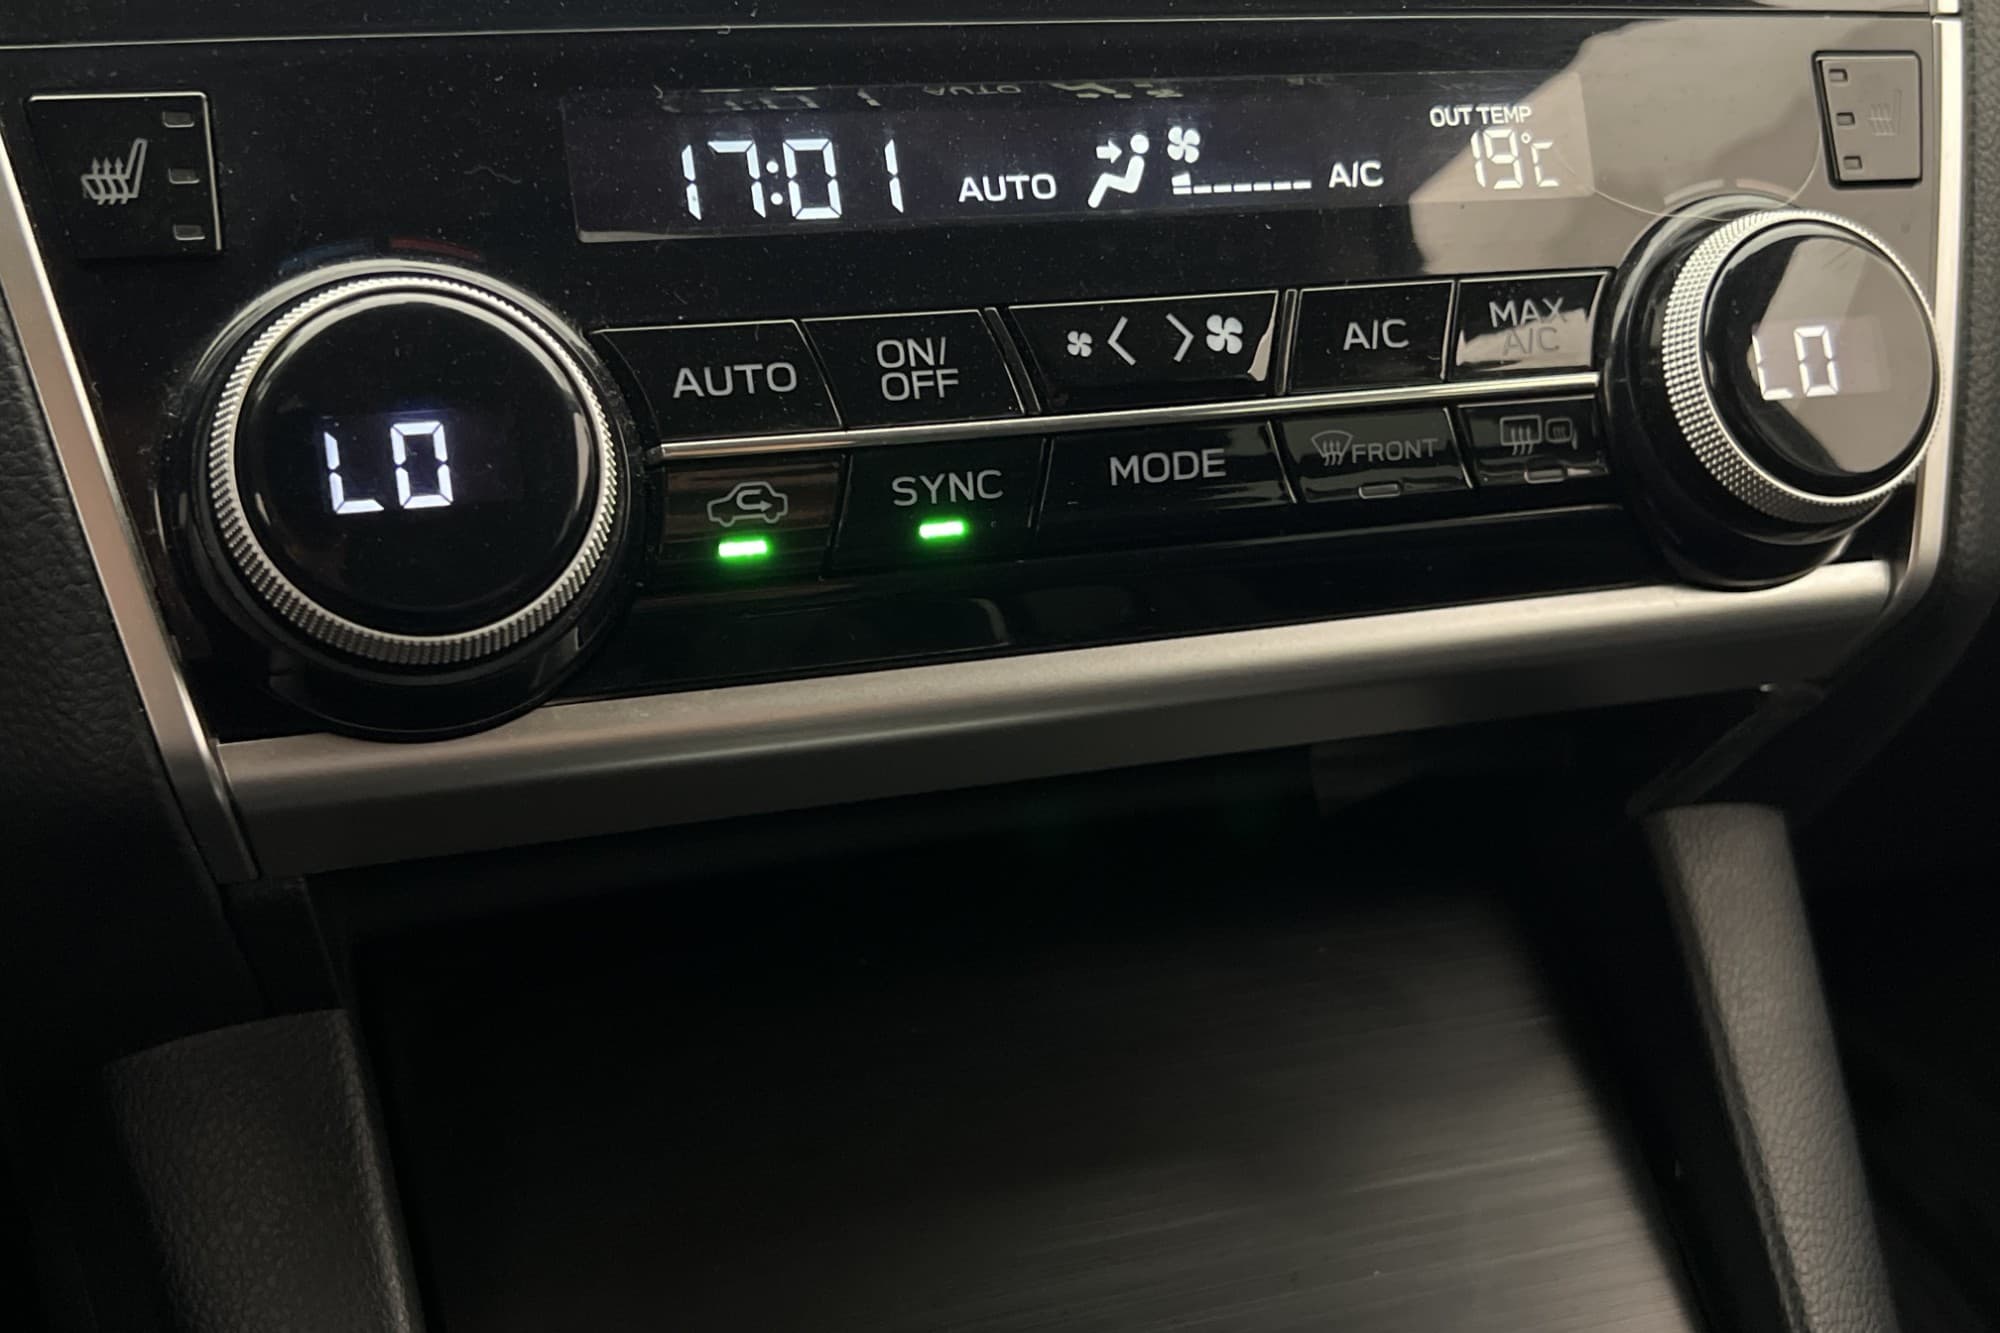 OUT TEMP
17:01 AUTO A/C 19°C
AUTO ON/
OFF A/C MAX
A/C
LO LO
SYNC MODE FRONT